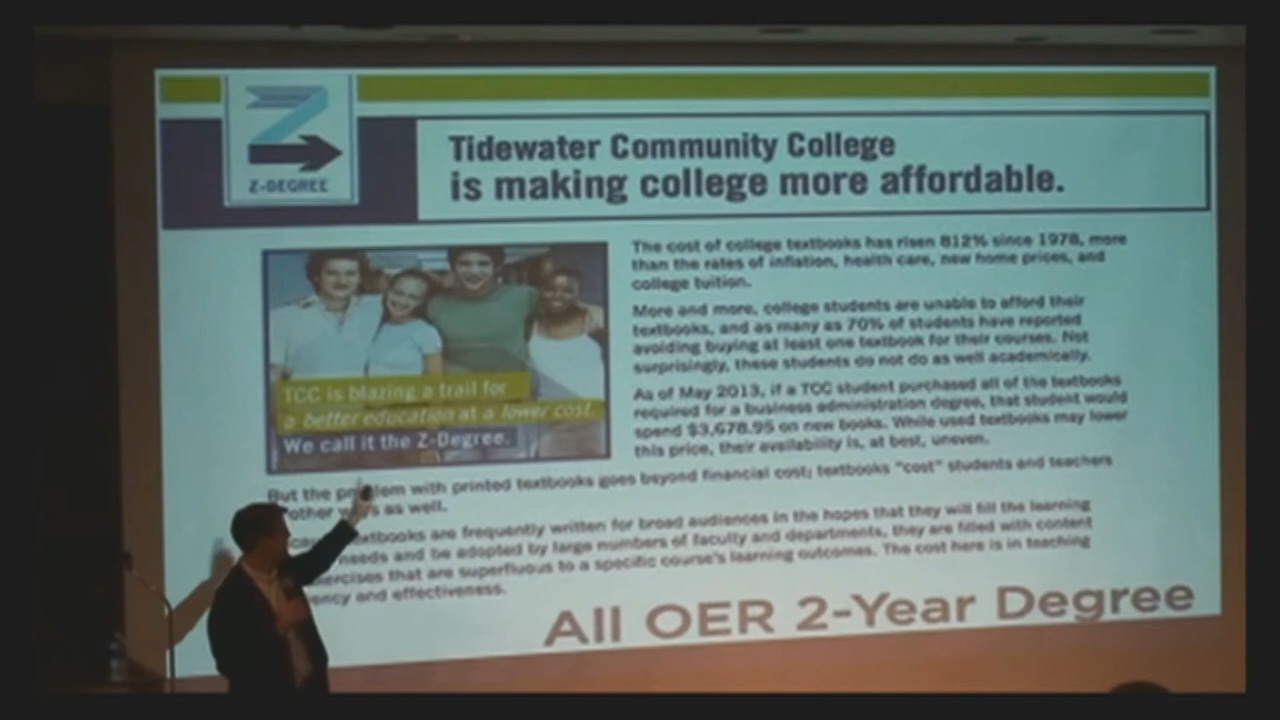 Z-DEGREE
Tidewater Community College
is making college more affordable.
The cost of college textbooks has risen 812% since 1978, more
than the rates of inflation, health care, new home prices, and
college tuition.
More and more, college students are unable to afford their
textbooks, and as many as 70% of students have reported
avoiding buying at least one textbook for their courses. Not
surprisingly, these students do not do as well academically.
As of May 2013, if a TCC student purchased all of the textbooks
required for a business administration degree, that student would
spend $3,678.95 on new books. While used textbooks may lower
this price, their availability is, at best, uneven.
TCC is blazing a trail for
a better education at a lower cost.
We call it the Z-Degree.
But the problem with printed textbooks goes beyond financial cost; textbooks "cost" students and teachers
other ways as well.
textbooks are frequently written for broad audiences in the hopes that they will fill the learning
needs and be adopted by large numbers of faculty and departments, they are filled with content
exercises that are superfluous to a specific course's learning outcomes. The cost here is in teaching
and effectiveness.
All OER 2-Year Degree